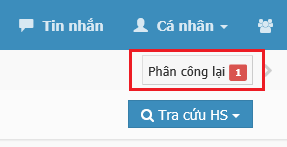 Tin nhắn Cá nhân
Phân công lại 1
Tra cứu HS